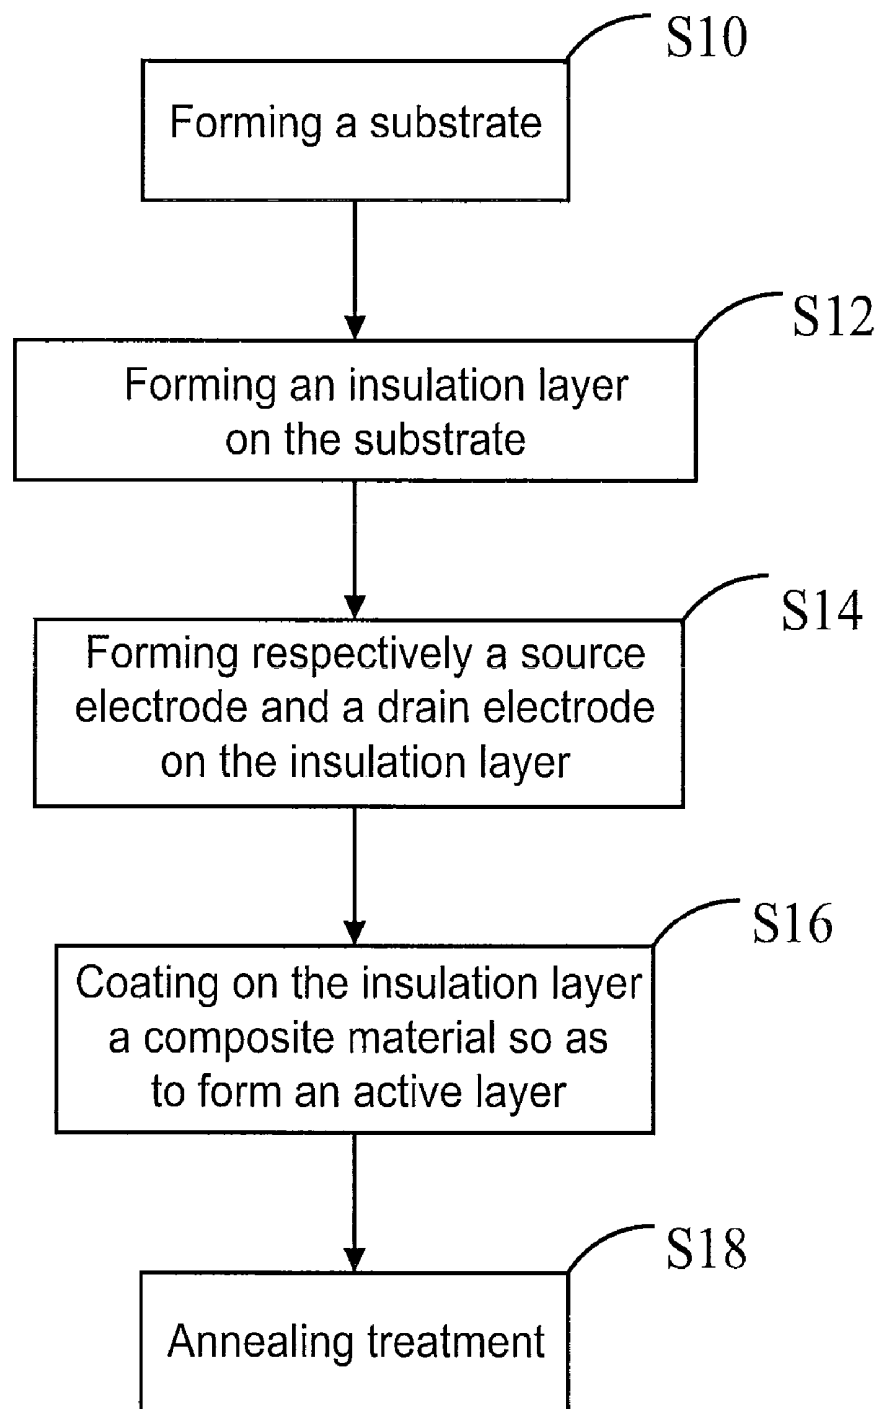 S10
Forming a substrate
S12
Forming an insulation layer
on the substrate
S14
Forming respectively a source
electrode and a drain electrode
on the insulation layer
S16
Coating on the insulation layer
a composite material so as
to form an active layer
S18
Annealing treatment